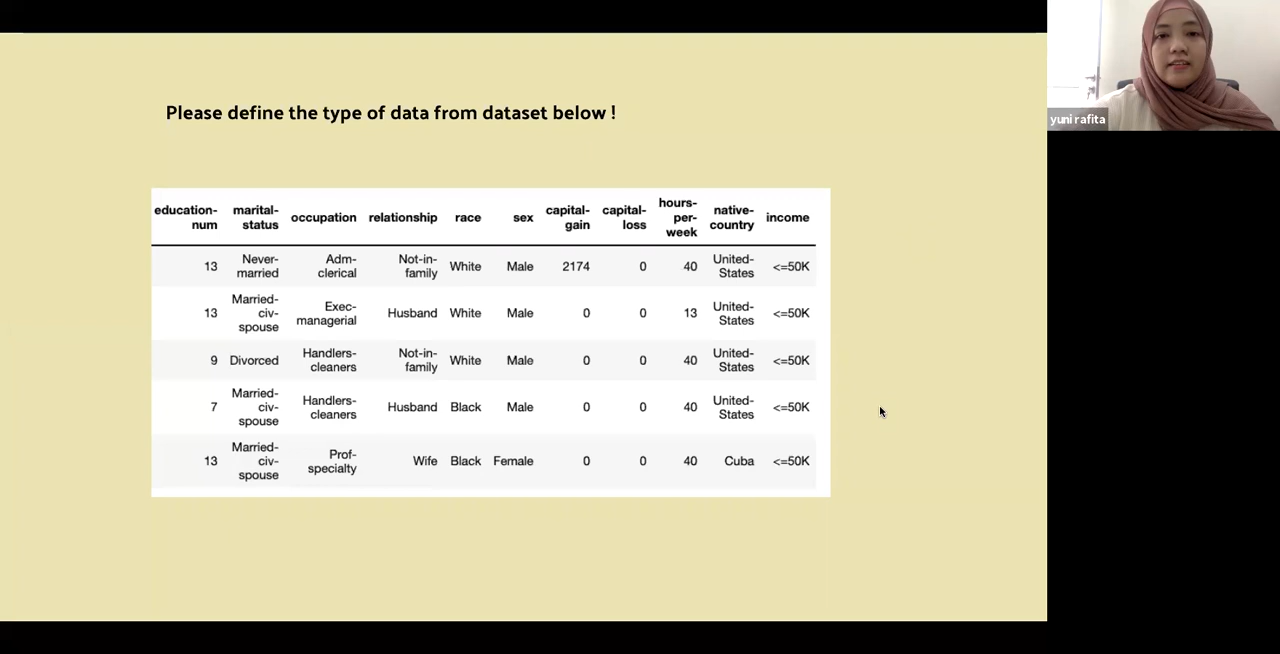 Please define the type of data from dataset below !
yuni rafita
education-num marital-status occupation relationship race sex capital-gain capital-loss hours-per-week native-country income
13 Never-married Adm-clerical Not-in-family White Male 2174 0 40 United-States <=50K
13 Married-civ-spouse Exec-managerial Husband White Male 0 0 13 United-States <=50K
9 Divorced Handlers-cleaners Not-in-family White Male 0 0 40 United-States <=50K
7 Married-civ-spouse Handlers-cleaners Husband Black Male 0 0 40 United-States <=50K
13 Married-civ-spouse Prof-specialty Wife Black Female 0 0 40 Cuba <=50K